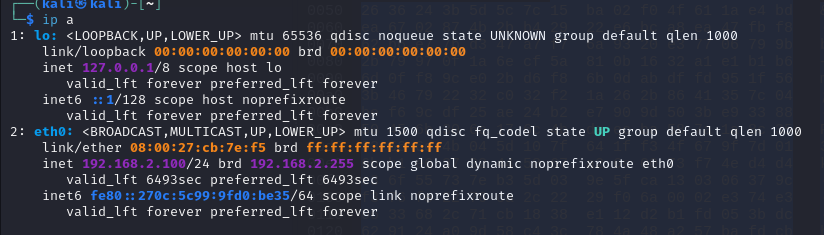 (kali㉿kali)-[~]
$ ip a
1: lo: <LOOPBACK,UP,LOWER_UP> mtu 65536 qdisc noqueue state UNKNOWN group default qlen 1000
link/loopback 00:00:00:00:00:00 brd 00:00:00:00:00:00
inet 127.0.0.1/8 scope host lo
valid_lft forever preferred_lft forever
inet6 ::1/128 scope host noprefixroute
valid_lft forever preferred_lft forever
2: eth0: <BROADCAST,MULTICAST,UP,LOWER_UP> mtu 1500 qdisc fq_codel state UP group default qlen 1000
link/ether 08:00:27:cb:7e:f5 brd ff:ff:ff:ff:ff:ff
inet 192.168.2.100/24 brd 192.168.2.255 scope global dynamic noprefixroute eth0
valid_lft 6493sec preferred_lft 6493sec
inet6 fe80::270c:5c99:9fd0:be35/64 scope link noprefixroute
valid_lft forever preferred_lft forever